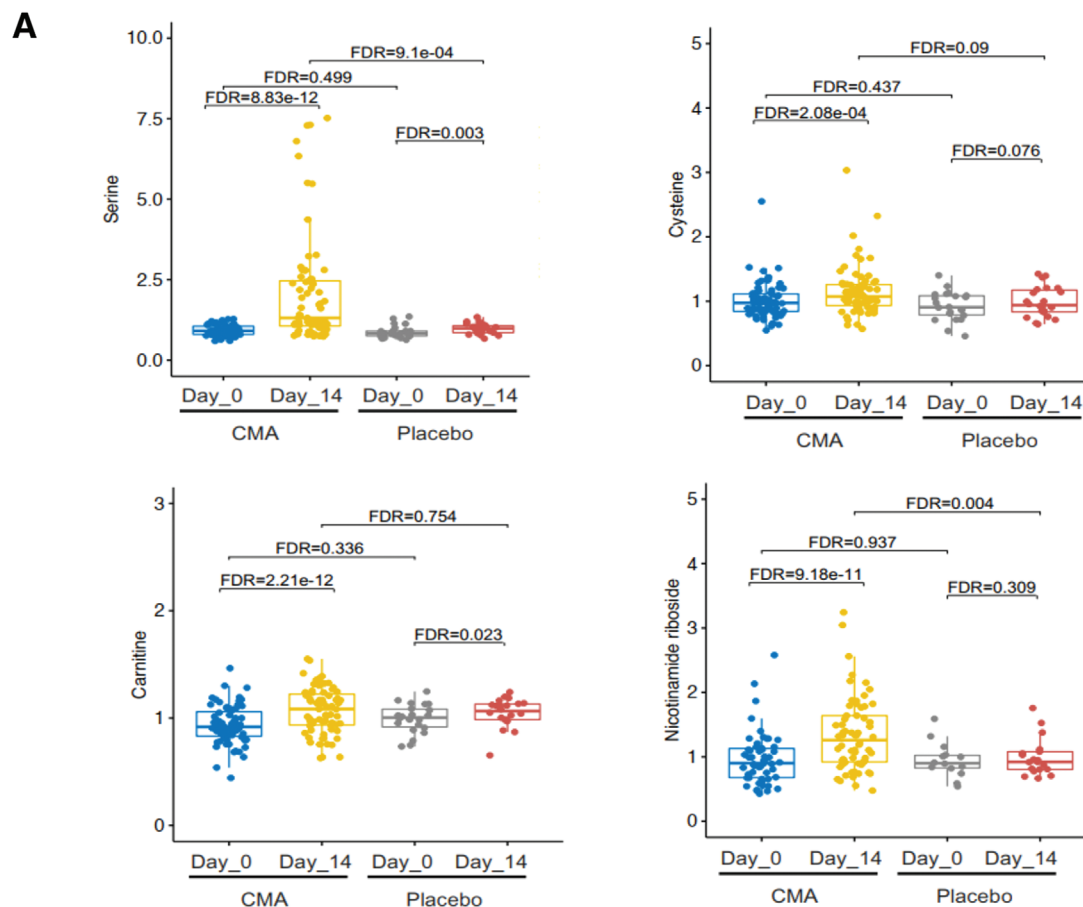 A
Serine
10.0
7.5
5.0
2.5
0.0
FDR=9.1e-04
FDR=0.499
FDR=8.83e-12
FDR=0.003
Day_0 Day_14 Day_0 Day_14
CMA Placebo
Cysteine
5
4
3
2
1
0
FDR=0.09
FDR=0.437
FDR=2.08e-04
FDR=0.076
Day_0 Day_14 Day_0 Day_14
CMA Placebo
Carnitine
3
2
1
0
FDR=0.754
FDR=0.336
FDR=2.21e-12
FDR=0.023
Day_0 Day_14 Day_0 Day_14
CMA Placebo
Nicotinamide riboside
5
4
3
2
1
0
FDR=0.004
FDR=0.937
FDR=9.18e-11
FDR=0.309
Day_0 Day_14 Day_0 Day_14
CMA Placebo